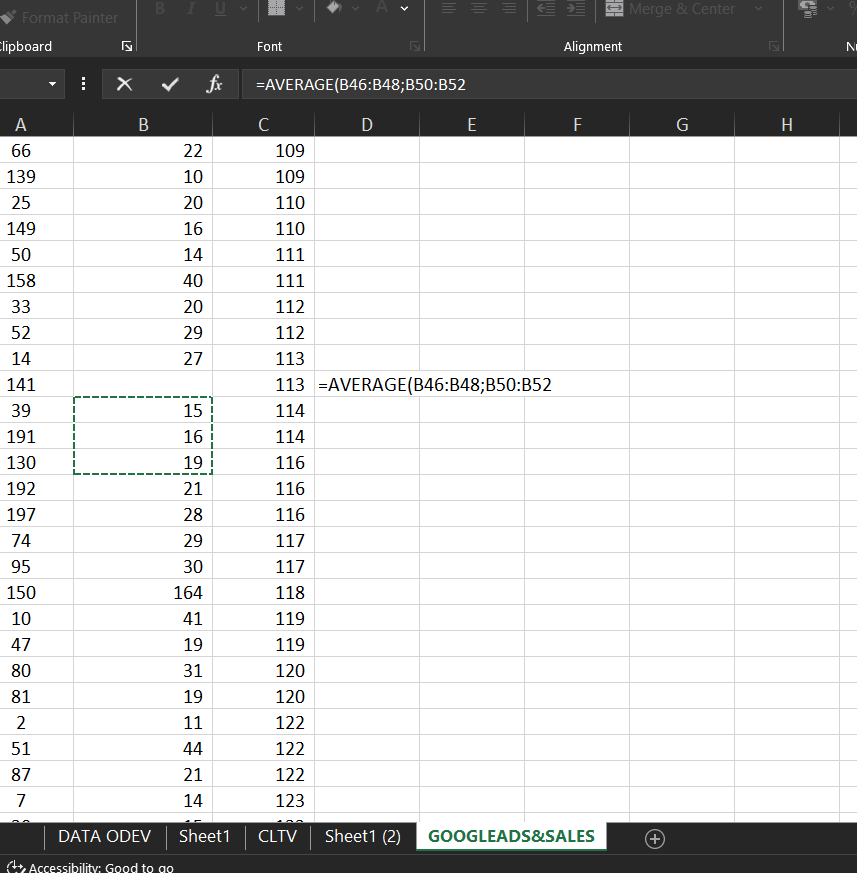 Format Painter
B I U A Merge & Center %
Clipboard Font Alignment
fx =AVERAGE(B46:B48;B50:B52
A B C D E F G H
66 22 109
139 10 109
25 20 110
149 16 110
50 14 111
158 40 111
33 20 112
52 29 112
14 27 113
141 113 =AVERAGE(B46:B48;B50:B52
39 15 114
191 16 114
130 19 116
192 21 116
197 28 116
74 29 117
95 30 117
150 164 118
10 41 119
47 19 119
80 31 120
81 19 120
2 11 122
51 44 122
87 21 122
7 14 123
DATA ODEV Sheet1 CLTV Sheet1 (2) GOOGLEADS&SALES
Accessibility: Good to go